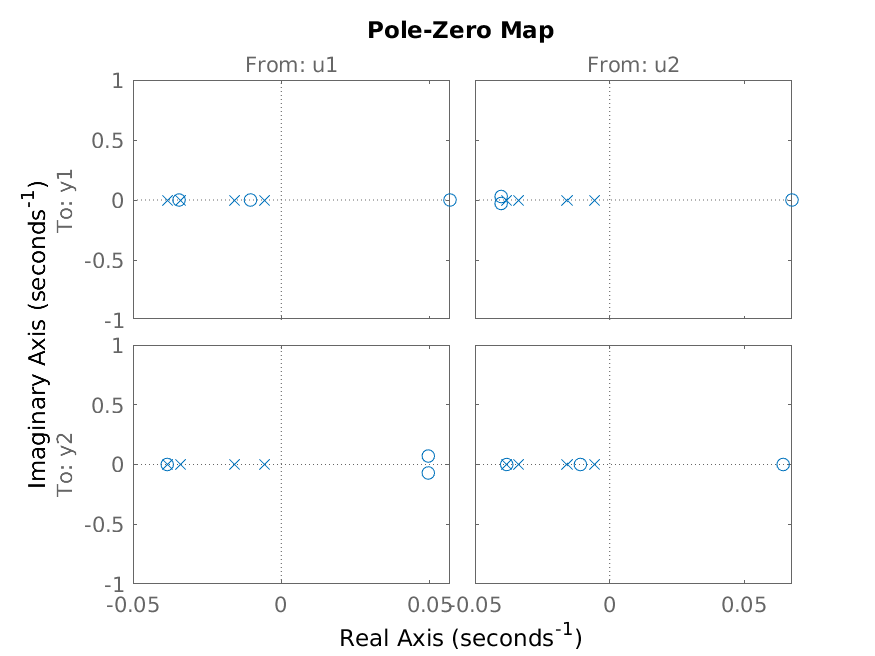 Pole-Zero Map
From: u1
From: u2
1
0.5
0
-0.5
-1
To: y1
1
0.5
0
-0.5
-1
To: y2
-0.05
0
0.05
-0.05
0
0.05
Imaginary Axis (seconds⁻¹)
Real Axis (seconds⁻¹)